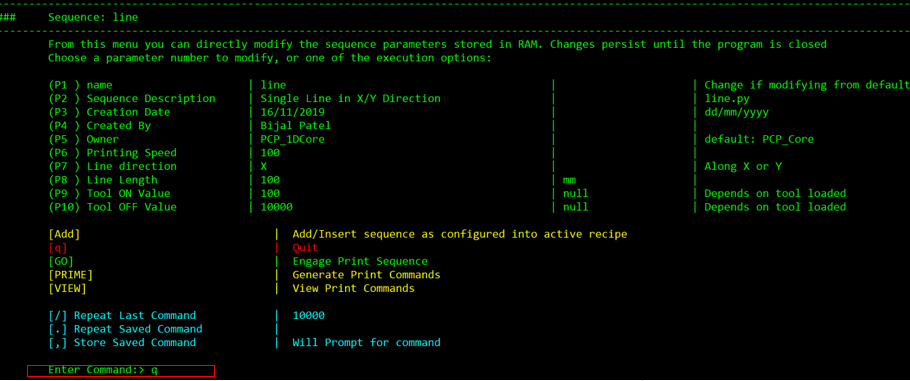 ### Sequence: line
From this menu you can directly modify the sequence parameters stored in RAM. Changes persist until the program is closed
Choose a parameter number to modify, or one of the execution options:
(P1 ) name | line | | Change if modifying from default
(P2 ) Sequence Description | Single Line in X/Y Direction | | line.py
(P3 ) Creation Date | 16/11/2019 | | dd/mm/yyyy
(P4 ) Created By | Bijal Patel | |
(P5 ) Owner | PCP_1DCore | | default: PCP_Core
(P6 ) Printing Speed | 100 | |
(P7 ) Line direction | X | | Along X or Y
(P8 ) Line Length | 100 | mm |
(P9 ) Tool ON Value | 100 | null | Depends on tool loaded
(P10) Tool OFF Value | 10000 | null | Depends on tool loaded
[Add] | Add/Insert sequence as configured into active recipe
[q] | Quit
[GO] | Engage Print Sequence
[PRIME] | Generate Print Commands
[VIEW] | View Print Commands
[/] Repeat Last Command | 10000
[.] Repeat Saved Command |
[,] Store Saved Command | Will Prompt for command
Enter Command:> q